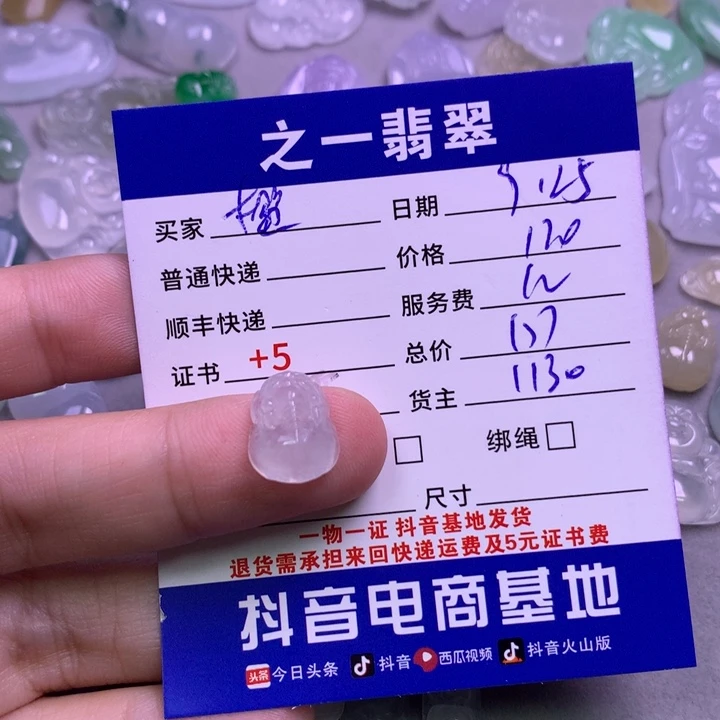 之一翡翠
买家 日期 9.25
普通快递 价格 120
顺丰快递 服务费 12
证书 +5 总价 137
货主 1130
绑绳
尺寸
一物一证 抖音基地发货
退货需承担来回快递运费及5元证书费
抖音电商基地
头条 今日头条 抖音 西瓜视频 抖音火山版